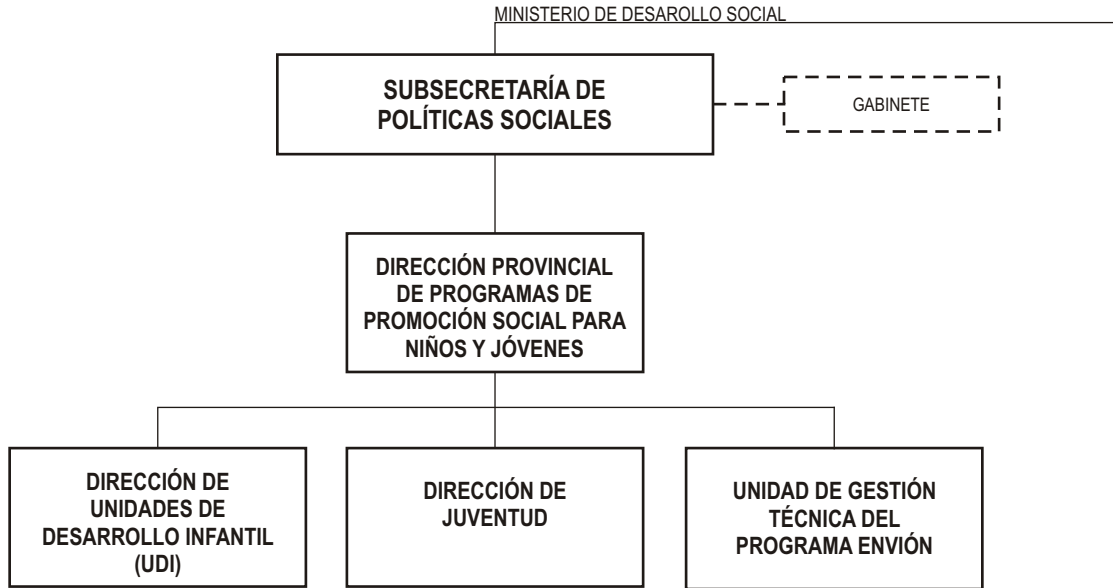 MINISTERIO DE DESAROLLO SOCIAL
SUBSECRETARÍA DE
POLÍTICAS SOCIALES
GABINETE
DIRECCIÓN PROVINCIAL
DE PROGRAMAS DE
PROMOCIÓN SOCIAL PARA
NIÑOS Y JÓVENES
DIRECCIÓN DE
UNIDADES DE
DESARROLLO INFANTIL
(UDI)
DIRECCIÓN DE
JUVENTUD
UNIDAD DE GESTIÓN
TÉCNICA DEL
PROGRAMA ENVIÓN